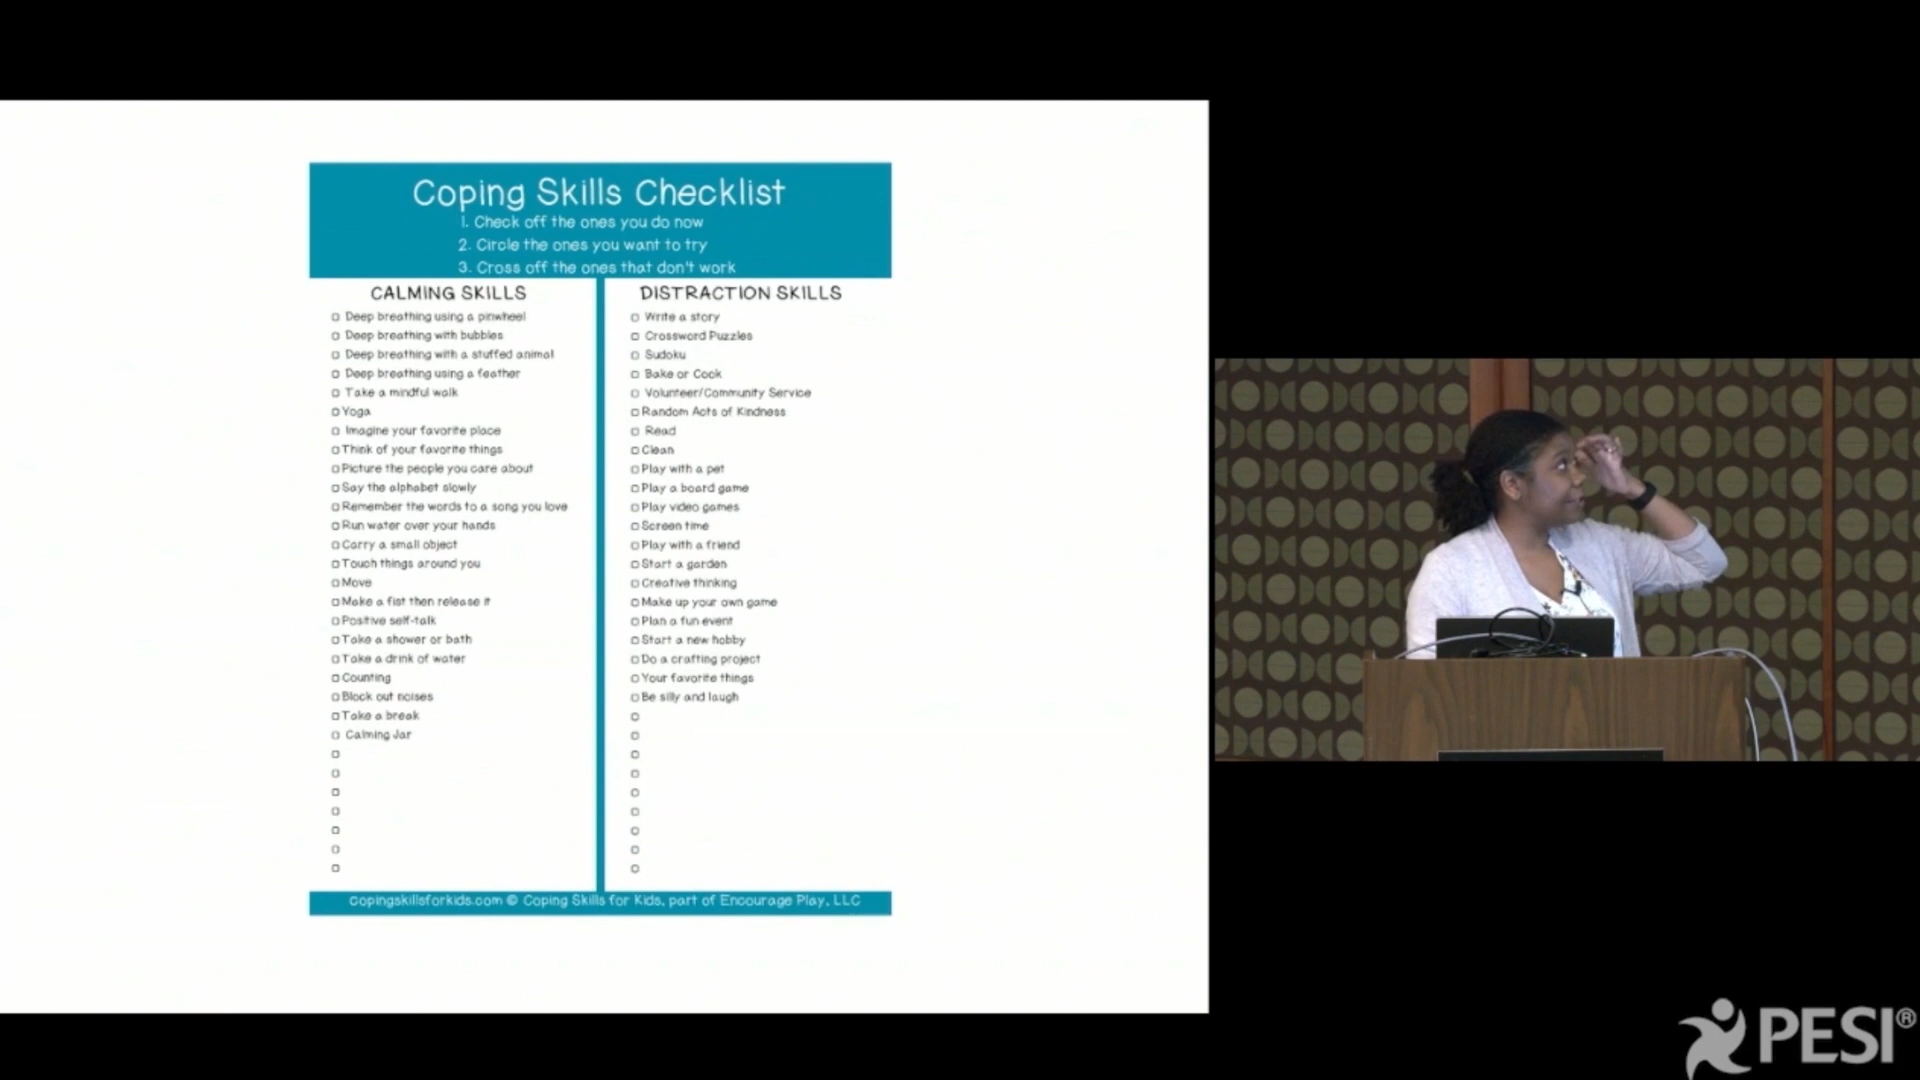 Coping Skills Checklist
1. Check off the ones you do now
2. Circle the ones you want to try
3. Cross off the ones that don't work
CALMING SKILLS
Deep breathing using a pinwheel
Deep breathing with bubbles
Deep breathing with a stuffed animal
Deep breathing using a feather
Take a mindful walk
Yoga
Imagine your favorite place
Think of your favorite things
Picture the people you care about
Say the alphabet slowly
Remember the words to a song you love
Run water over your hands
Carry a small object
Touch things around you
Move
Make a fist then release it
Positive self-talk
Take a shower or bath
Take a drink of water
Counting
Block out noises
Take a break
Calming Jar
DISTRACTION SKILLS
Write a story
Crossword Puzzles
Sudoku
Bake or Cook
Volunteer/Community Service
Random Acts of Kindness
Read
Clean
Play with a pet
Play a board game
Play video games
Screen time
Play with a friend
Start a garden
Creative thinking
Make up your own game
Plan a fun event
Start a new hobby
Do a crafting project
Your favorite things
Be silly and laugh
Copingskillsforkids.com © Coping Skills for Kids, part of Encourage Play, LLC
PESI®